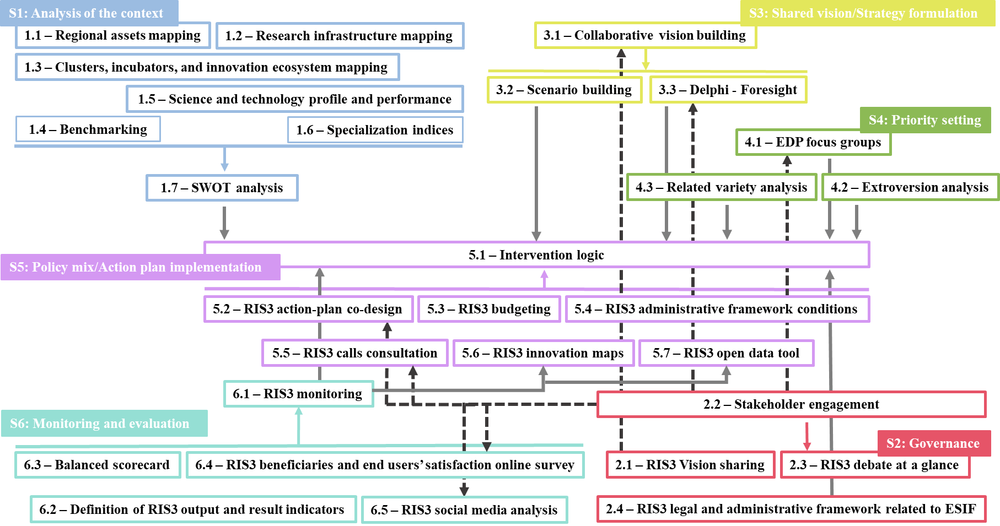 S1: Analysis of the context
1.1 – Regional assets mapping
1.2 – Research infrastructure mapping
1.3 – Clusters, incubators, and innovation ecosystem mapping
1.5 – Science and technology profile and performance
1.4 – Benchmarking
1.6 – Specialization indices
1.7 – SWOT analysis
S3: Shared vision/Strategy formulation
3.1 – Collaborative vision building
3.2 – Scenario building
3.3 – Delphi - Foresight
S4: Priority setting
4.1 – EDP focus groups
4.3 – Related variety analysis
4.2 – Extroversion analysis
5.1 – Intervention logic
S5: Policy mix/Action plan implementation
5.2 – RIS3 action-plan co-design
5.3 – RIS3 budgeting
5.4 – RIS3 administrative framework conditions
5.5 – RIS3 calls consultation
5.6 – RIS3 innovation maps
5.7 – RIS3 open data tool
6.1 – RIS3 monitoring
S6: Monitoring and evaluation
6.3 – Balanced scorecard
6.4 – RIS3 beneficiaries and end users’ satisfaction online survey
6.2 – Definition of RIS3 output and result indicators
6.5 – RIS3 social media analysis
2.2 – Stakeholder engagement
S2: Governance
2.1 – RIS3 Vision sharing
2.3 – RIS3 debate at a glance
2.4 – RIS3 legal and administrative framework related to ESIF